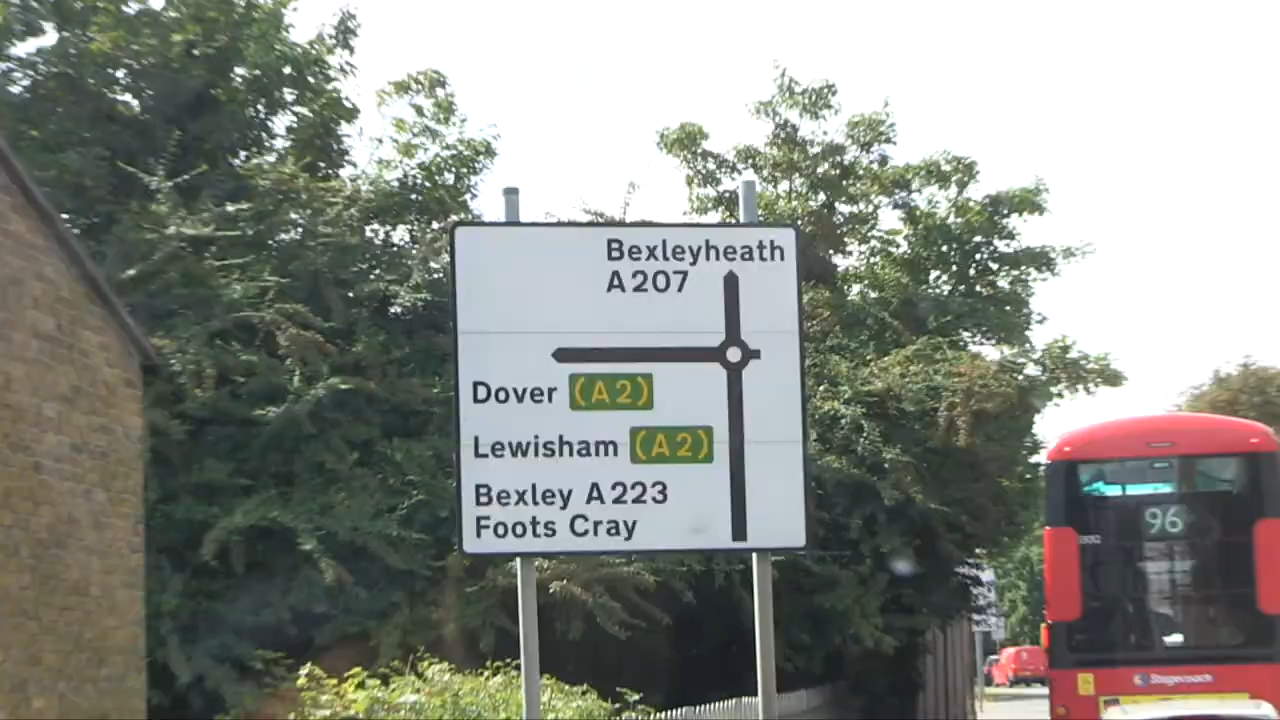 Bexleyheath
A207
Dover (A2)
Lewisham (A2)
Bexley A223
Foots Cray
96
Stagecoach